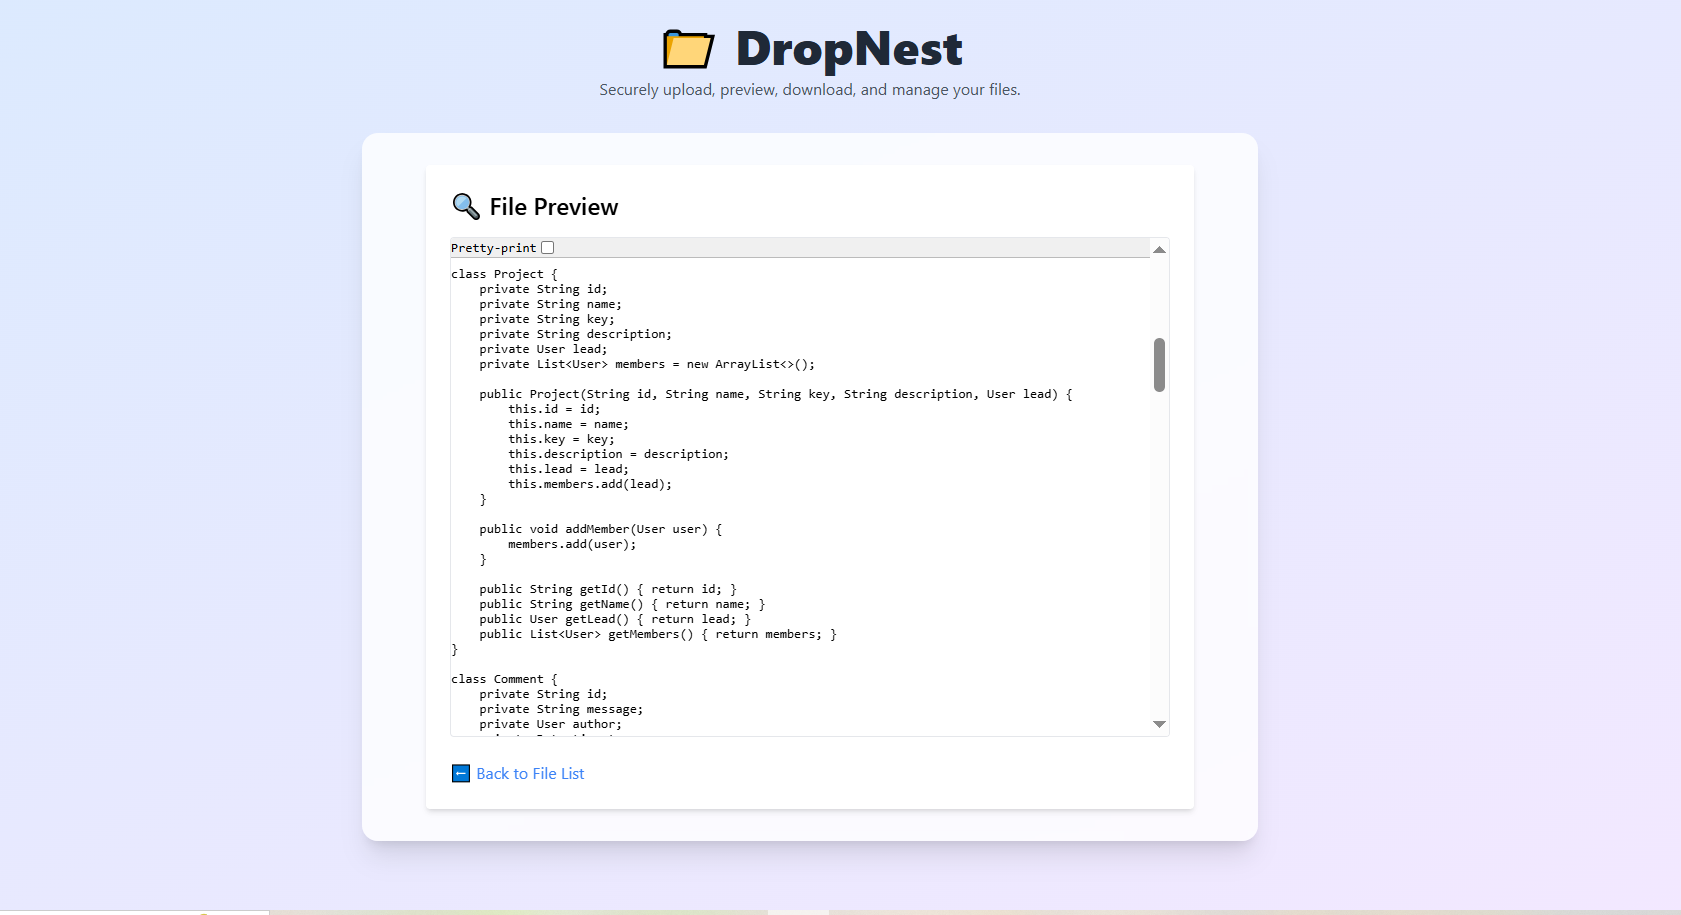 DropNest
Securely upload, preview, download, and manage your files.
File Preview
Pretty-print
class Project {
    private String id;
    private String name;
    private String key;
    private String description;
    private User lead;
    private List<User> members = new ArrayList<>();
    public Project(String id, String name, String key, String description, User lead) {
        this.id = id;
        this.name = name;
        this.key = key;
        this.description = description;
        this.lead = lead;
        this.members.add(lead);
    }
    public void addMember(User user) {
        members.add(user);
    }
    public String getId() { return id; }
    public String getName() { return name; }
    public User getLead() { return lead; }
    public List<User> getMembers() { return members; }
}
class Comment {
    private String id;
    private String message;
    private User author;
Back to File List